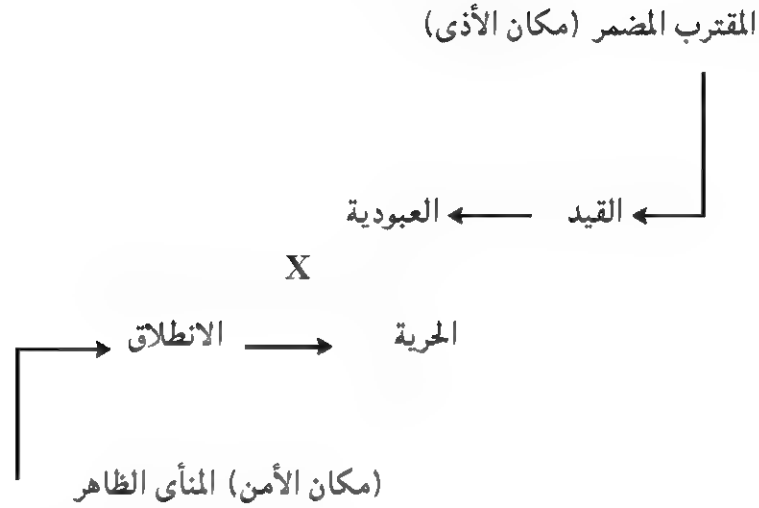 المقترب المضمر (مكان الأذى)
القيد العبودية
X
الانطلاق الحرية
(مكان الأمن) المنأى الظاهر